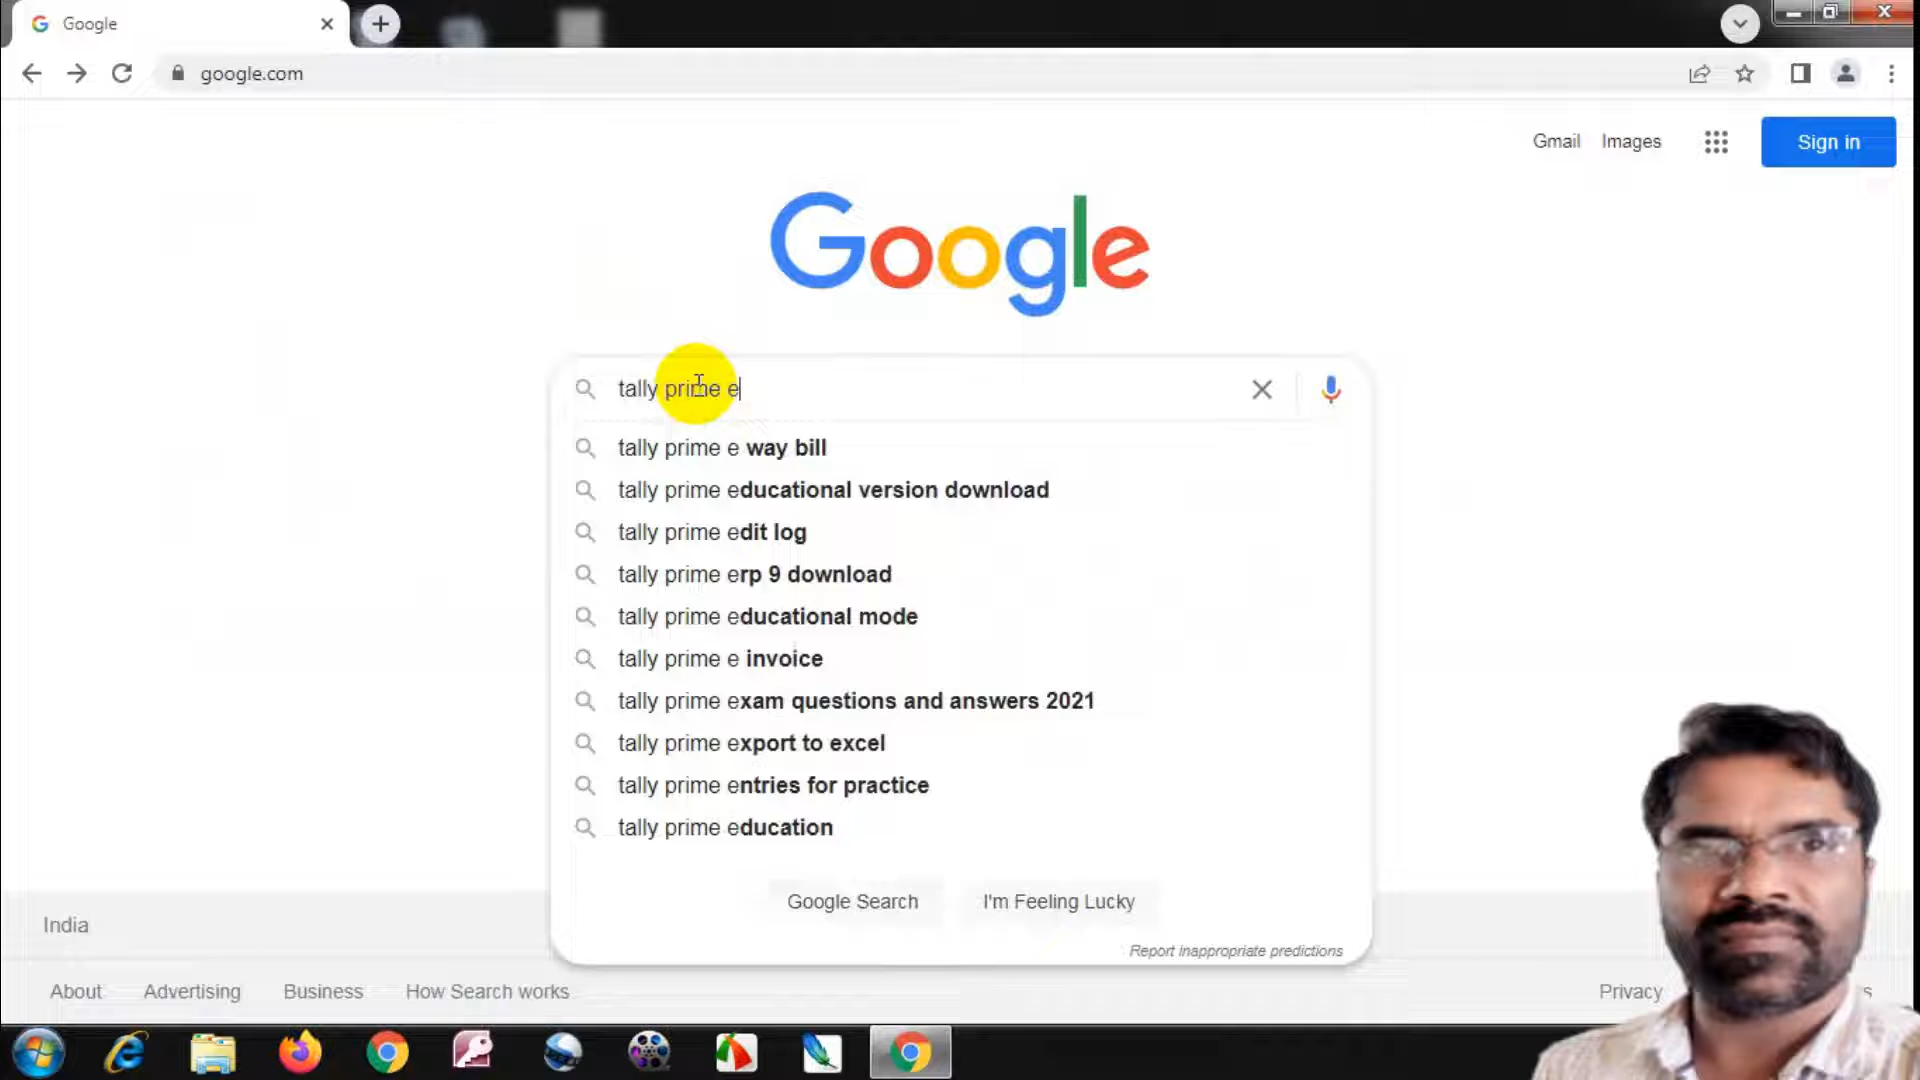 Google
google.com
Gmail Images Sign in
Google
tally prime e
tally prime e way bill
tally prime educational version download
tally prime edit log
tally prime erp 9 download
tally prime educational mode
tally prime e invoice
tally prime exam questions and answers 2021
tally prime export to excel
tally prime entries for practice
tally prime education
Google Search I'm Feeling Lucky
Report inappropriate predictions
India
About Advertising Business How Search works Privacy